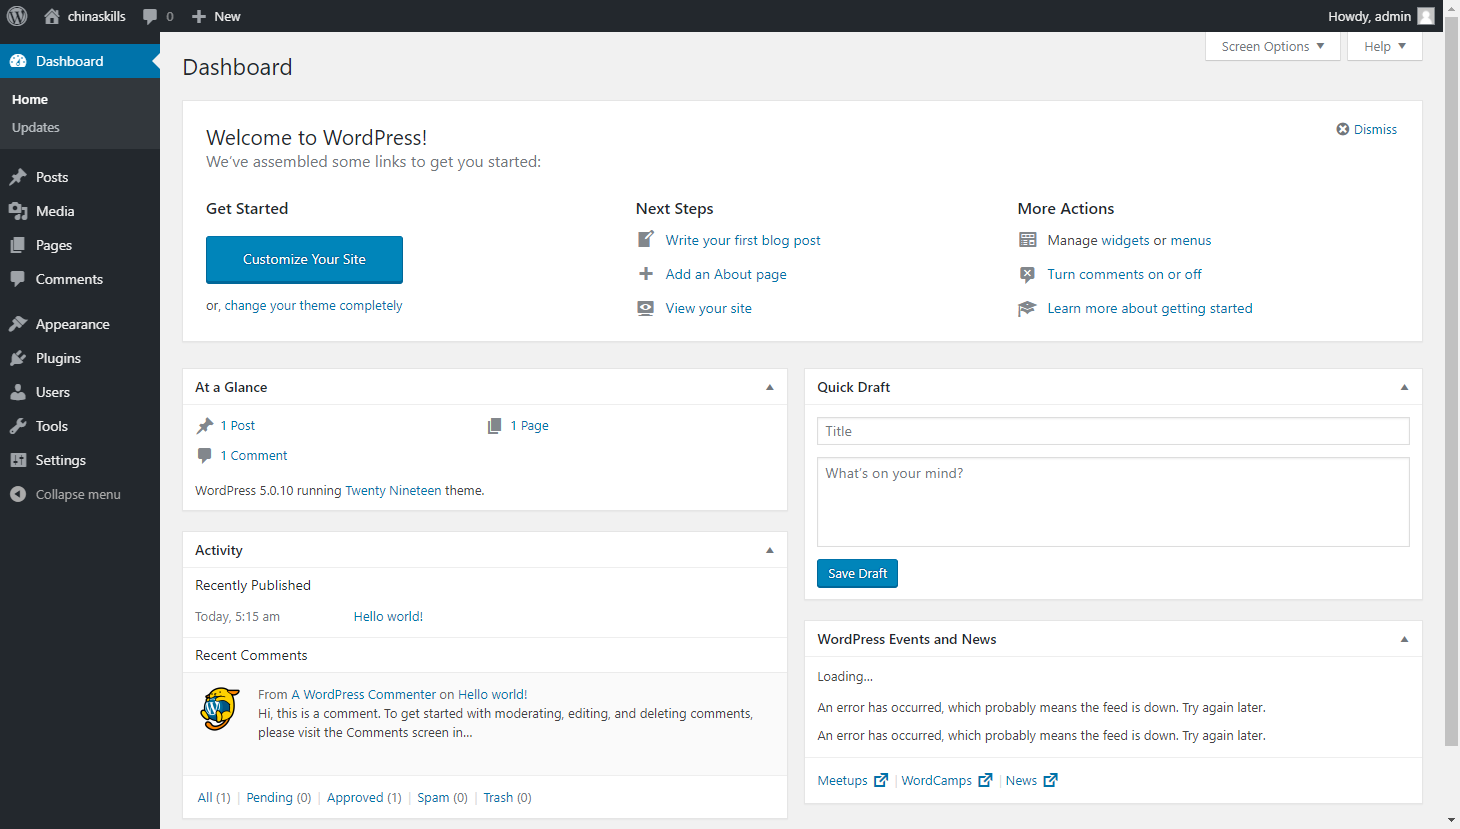 chinaskills 0 New Howdy, admin
Dashboard
Home
Updates
Posts
Media
Pages
Comments
Appearance
Plugins
Users
Tools
Settings
Collapse menu
Screen Options Help
Dashboard
Welcome to WordPress!
We’ve assembled some links to get you started:
Dismiss
Get Started
Customize Your Site
or, change your theme completely
Next Steps
Write your first blog post
Add an About page
View your site
More Actions
Manage widgets or menus
Turn comments on or off
Learn more about getting started
At a Glance
1 Post 1 Page
1 Comment
WordPress 5.0.10 running Twenty Nineteen theme.
Activity
Recently Published
Today, 5:15 am Hello world!
Recent Comments
From A WordPress Commenter on Hello world!
Hi, this is a comment. To get started with moderating, editing, and deleting comments,
please visit the Comments screen in…
All (1) | Pending (0) | Approved (1) | Spam (0) | Trash (0)
Quick Draft
Title
What’s on your mind?
Save Draft
WordPress Events and News
Loading…
An error has occurred, which probably means the feed is down. Try again later.
An error has occurred, which probably means the feed is down. Try again later.
Meetups | WordCamps | News